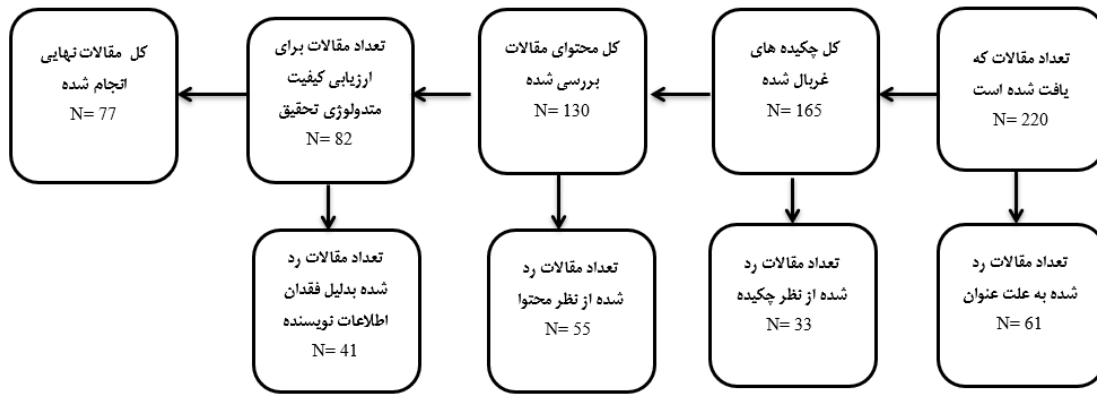 تعداد مقالات که
یافت شده است
N= 220
کل چکیده های
غربال شده
N= 165
کل محتوای مقالات
بررسی شده
N= 130
تعداد مقالات برای
ارزیابی کیفیت
متدولوژی تحقیق
N= 82
کل مقالات نهایی
انجام شده
N= 77
تعداد مقالات رد
شده به علت عنوان
N= 61
تعداد مقالات رد
شده از نظر چکیده
N= 33
تعداد مقالات رد
شده از نظر محتوا
N= 55
تعداد مقالات رد
شده بدلیل فقدان
اطلاعات نویسنده
N= 41